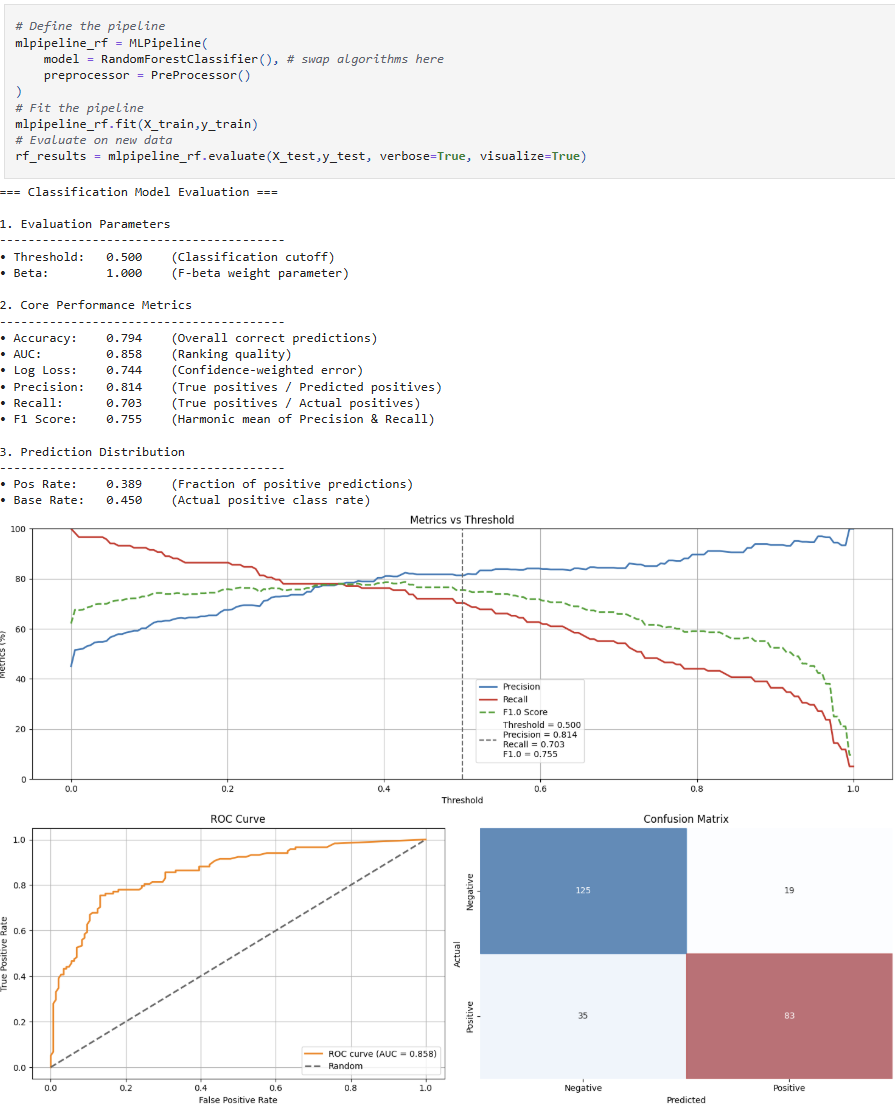 # Define the pipeline
mlpipeline_rf = MLPipeline(
    model = RandomForestClassifier(), # swap algorithms here
    preprocessor = PreProcessor()
)
# Fit the pipeline
mlpipeline_rf.fit(X_train,y_train)
# Evaluate on new data
rf_results = mlpipeline_rf.evaluate(X_test,y_test, verbose=True, visualize=True)
=== Classification Model Evaluation ===
1. Evaluation Parameters
----------------------------------------
• Threshold:   0.500    (Classification cutoff)
• Beta:        1.000    (F-beta weight parameter)
2. Core Performance Metrics
----------------------------------------
• Accuracy:    0.794    (Overall correct predictions)
• AUC:         0.858    (Ranking quality)
• Log Loss:    0.744    (Confidence-weighted error)
• Precision:   0.814    (True positives / Predicted positives)
• Recall:      0.703    (True positives / Actual positives)
• F1 Score:    0.755    (Harmonic mean of Precision & Recall)
3. Prediction Distribution
----------------------------------------
• Pos Rate:    0.389    (Fraction of positive predictions)
• Base Rate:   0.450    (Actual positive class rate)
Metrics vs Threshold
100
80
60
40
20
0
Metrics (%)
Precision
Recall
F1.0 Score
Threshold = 0.500
Precision = 0.814
Recall = 0.703
F1.0 = 0.755
0.0 0.2 0.4 0.6 0.8 1.0
Threshold
ROC Curve
1.0
0.8
0.6
0.4
0.2
0.0
True Positive Rate
ROC curve (AUC = 0.858)
Random
0.0 0.2 0.4 0.6 0.8 1.0
False Positive Rate
Confusion Matrix
Actual
Negative
125 19
Positive
35 83
Negative Positive
Predicted